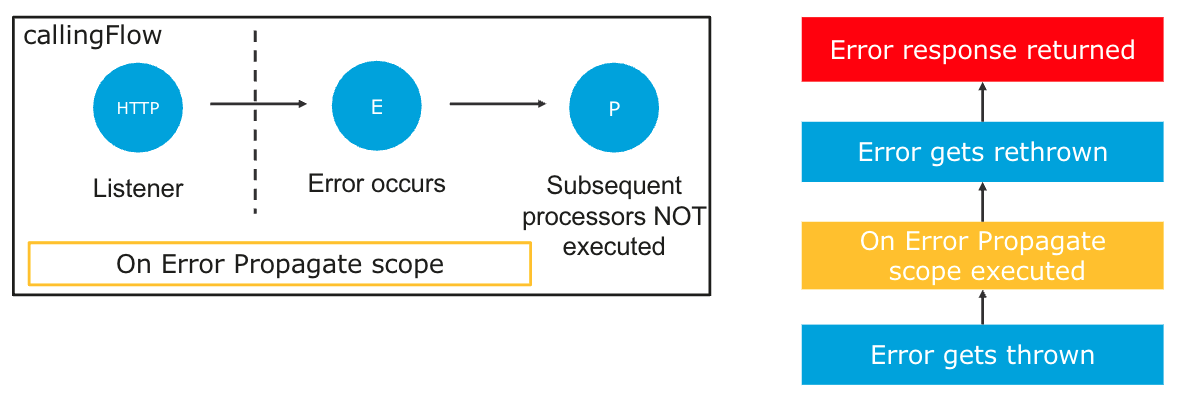 callingFlow
HTTP
E
P
Listener
Error occurs
Subsequent
processors NOT
executed
On Error Propagate scope
Error response returned
Error gets rethrown
On Error Propagate
scope executed
Error gets thrown